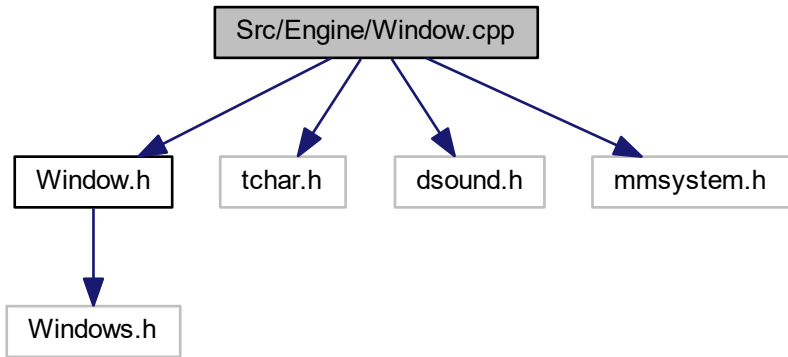 Src/Engine/Window.cpp
Window.h
tchar.h
dsound.h
mmsystem.h
Windows.h